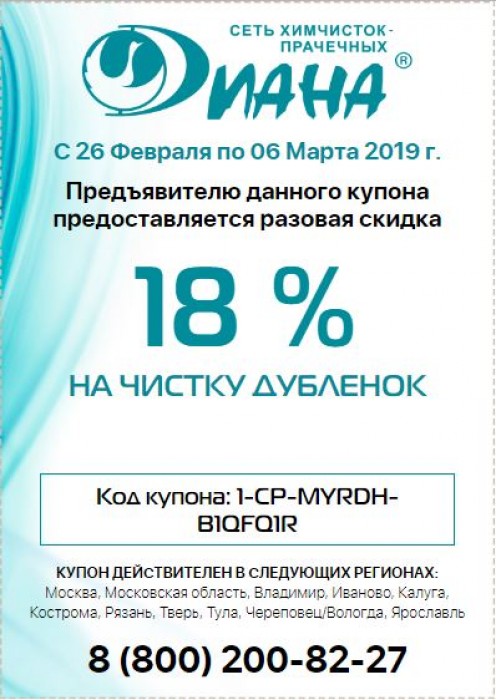 СЕТЬ ХИМЧИСТОК-
ПРАЧЕЧНЫХ
ДИАНА®
С 26 Февраля по 06 Марта 2019 г.
Предъявителю данного купона
предоставляется разовая скидка
18 %
НА ЧИСТКУ ДУБЛЕНОК
Код купона: 1-CP-MYRDH-
B1QFQ1R
КУПОН ДЕЙСТВИТЕЛЕН В СЛЕДУЮЩИХ РЕГИОНАХ:
Москва, Московская область, Владимир, Иваново, Калуга,
Кострома, Рязань, Тверь, Тула, Череповец/Вологда, Ярославль
8 (800) 200-82-27